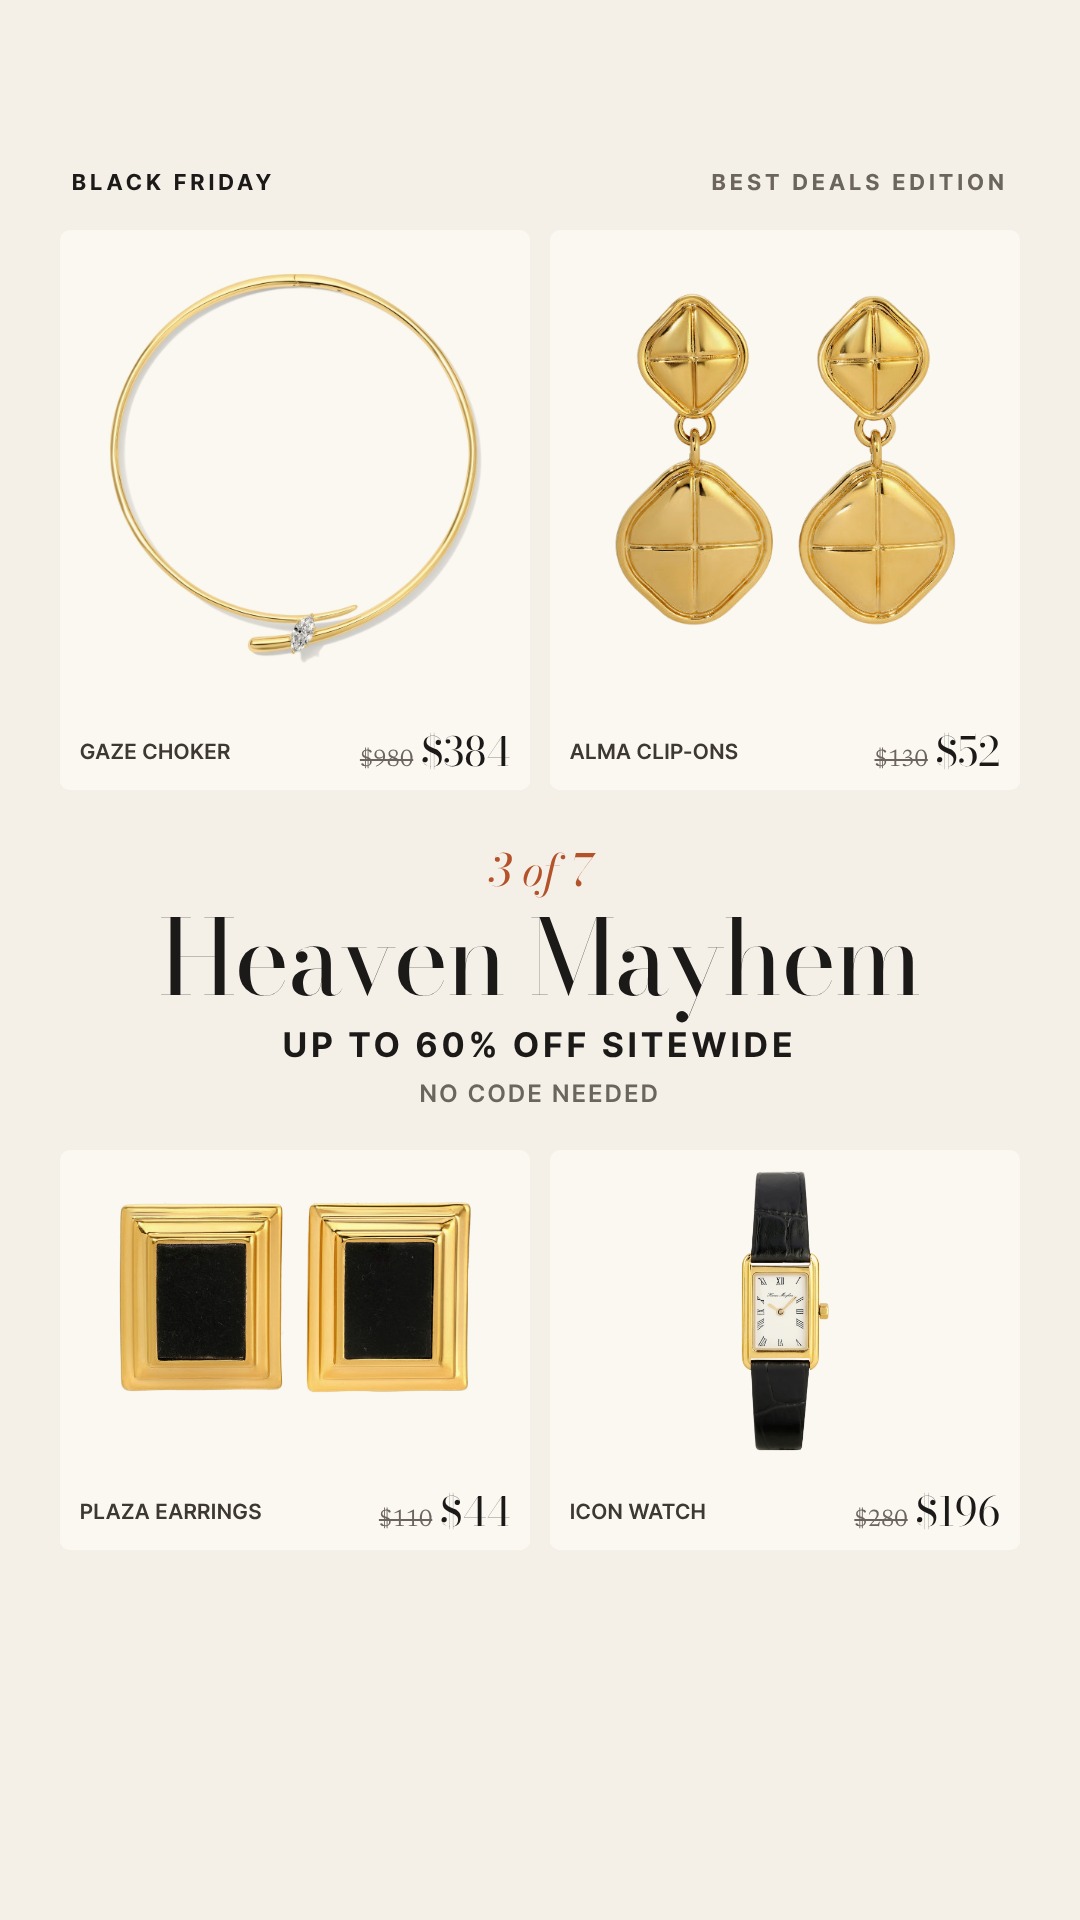 BLACK FRIDAY
BEST DEALS EDITION
GAZE CHOKER
$980 $384
ALMA CLIP-ONS
$130 $52
3 of 7
Heaven Mayhem
UP TO 60% OFF SITEWIDE
NO CODE NEEDED
XII
PLAZA EARRINGS
$110 $44
ICON WATCH
$280 $196